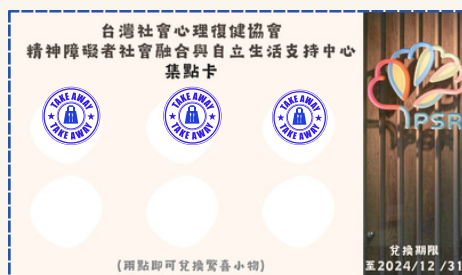 台灣社會心理復健協會
精神障礙者社會融合與自立生活支持中心
集點卡
TAKE AWAY
TAKE AWAY
TAKE AWAY
TAKE AWAY
TAKE AWAY
TAKE AWAY
(兩點即可兌換驚喜小物)
PSR
兌換期限
至2024/12 /31